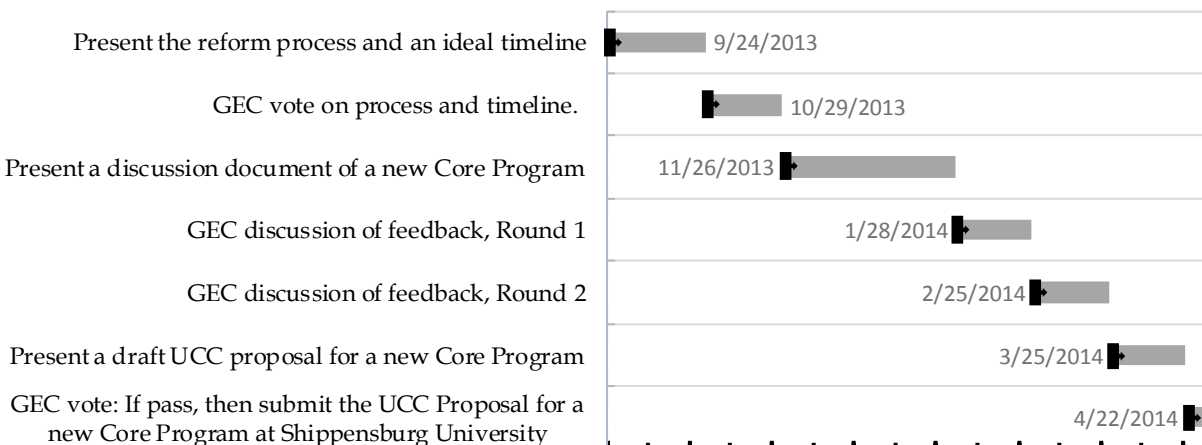 Present the reform process and an ideal timeline 9/24/2013
GEC vote on process and timeline. 10/29/2013
Present a discussion document of a new Core Program 11/26/2013
GEC discussion of feedback, Round 1 1/28/2014
GEC discussion of feedback, Round 2 2/25/2014
Present a draft UCC proposal for a new Core Program 3/25/2014
GEC vote: If pass, then submit the UCC Proposal for a
new Core Program at Shippensburg University 4/22/2014